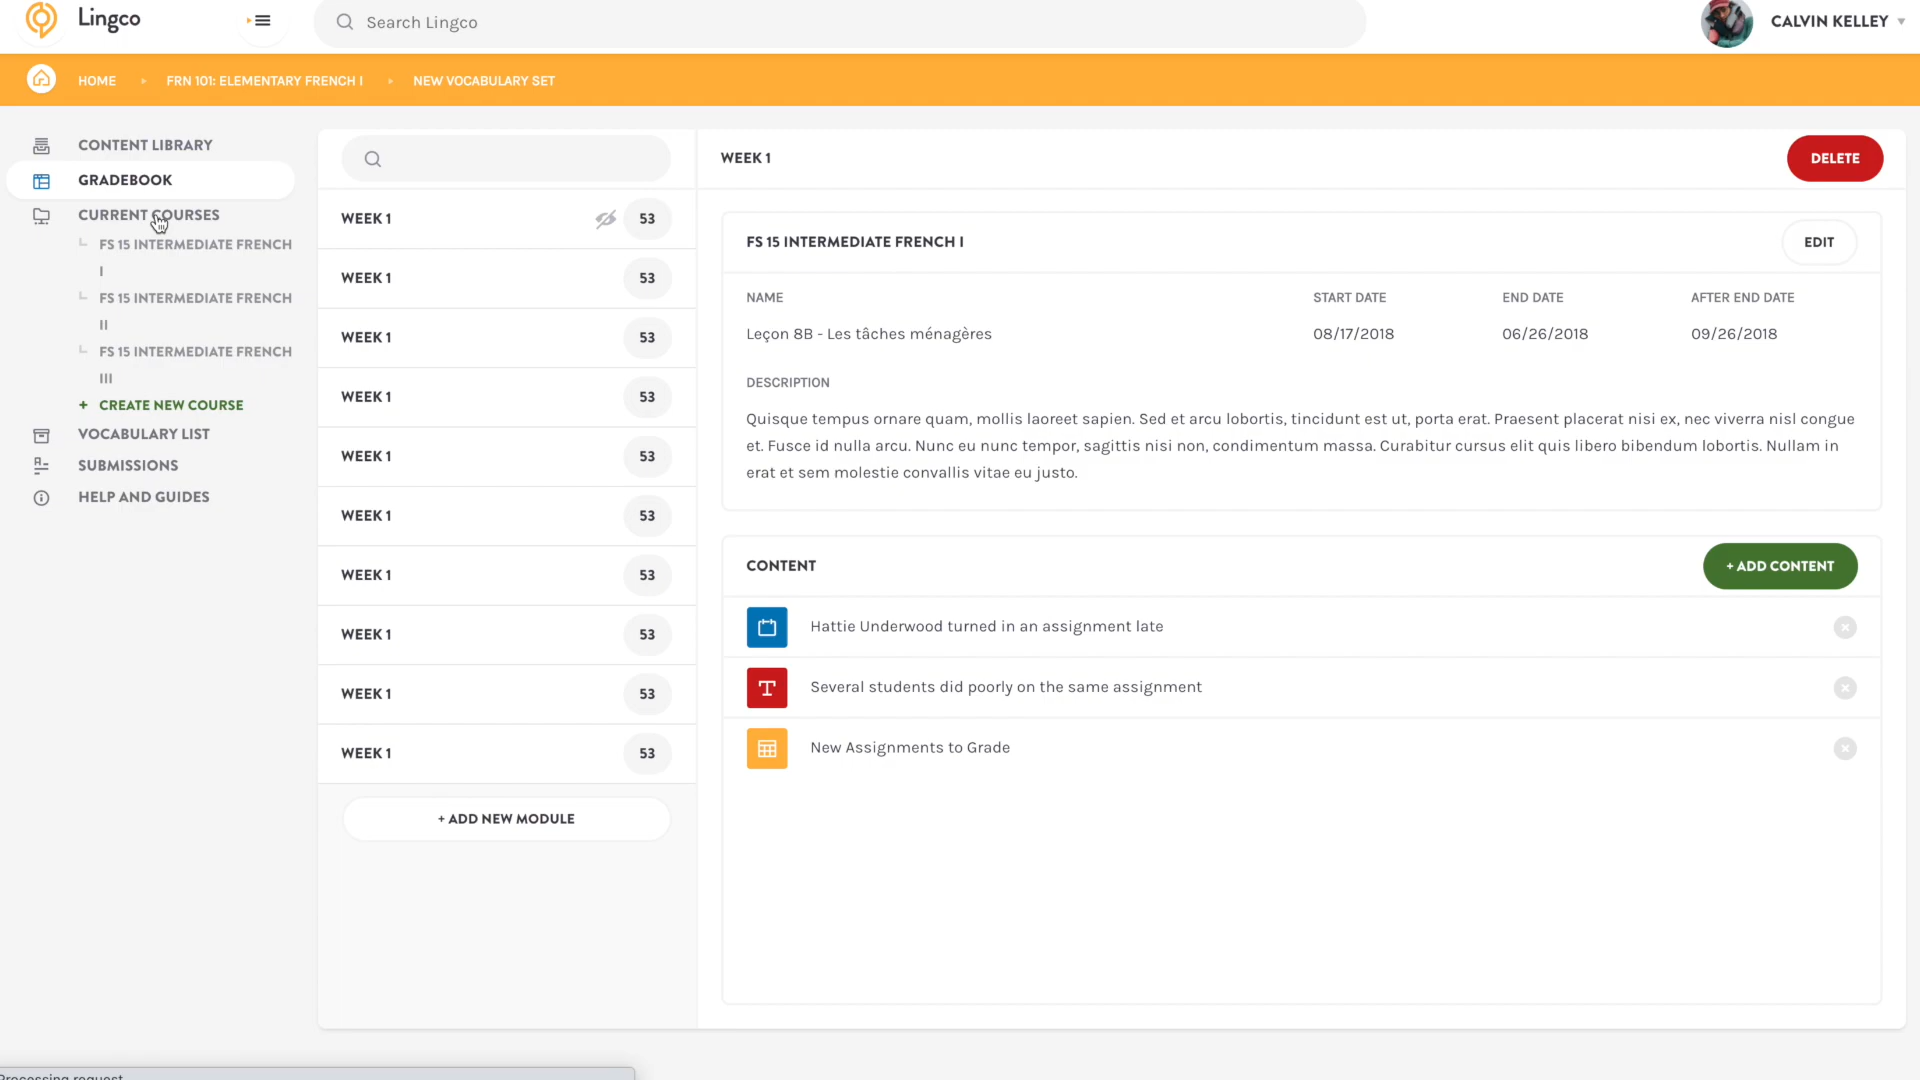 Lingco
Search Lingco
CALVIN KELLEY
HOME
FRN 101: ELEMENTARY FRENCH I
NEW VOCABULARY SET
CONTENT LIBRARY
GRADEBOOK
CURRENT COURSES
FS 15 INTERMEDIATE FRENCH
I
FS 15 INTERMEDIATE FRENCH
II
FS 15 INTERMEDIATE FRENCH
III
+ CREATE NEW COURSE
VOCABULARY LIST
SUBMISSIONS
HELP AND GUIDES
WEEK 1 53
WEEK 1 53
WEEK 1 53
WEEK 1 53
WEEK 1 53
WEEK 1 53
WEEK 1 53
WEEK 1 53
WEEK 1 53
WEEK 1 53
+ ADD NEW MODULE
WEEK 1
DELETE
FS 15 INTERMEDIATE FRENCH I
EDIT
NAME START DATE END DATE AFTER END DATE
Leçon 8B - Les tâches ménagères 08/17/2018 06/26/2018 09/26/2018
DESCRIPTION
Quisque tempus ornare quam, mollis laoreet sapien. Sed et arcu lobortis, tincidunt est ut, porta erat. Praesent placerat nisi ex, nec viverra nisl congue
et. Fusce id nulla arcu. Nunc eu nunc tempor, sagittis nisi non, condimentum massa. Curabitur cursus elit quis libero bibendum lobortis. Nullam in
erat et sem molestie convallis vitae eu justo.
CONTENT
+ ADD CONTENT
Hattie Underwood turned in an assignment late
Several students did poorly on the same assignment
New Assignments to Grade
Processing request